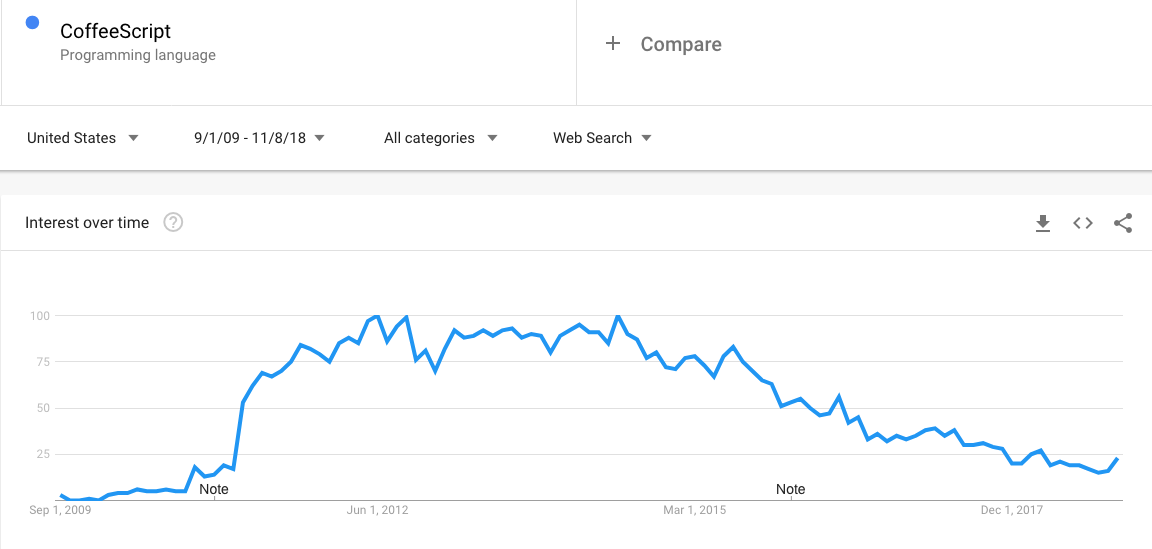 CoffeeScript
Programming language
+ Compare
United States 9/1/09 - 11/8/18 All categories Web Search
Interest over time ?
100
75
50
25
Note Note
Sep 1, 2009 Jun 1, 2012 Mar 1, 2015 Dec 1, 2017